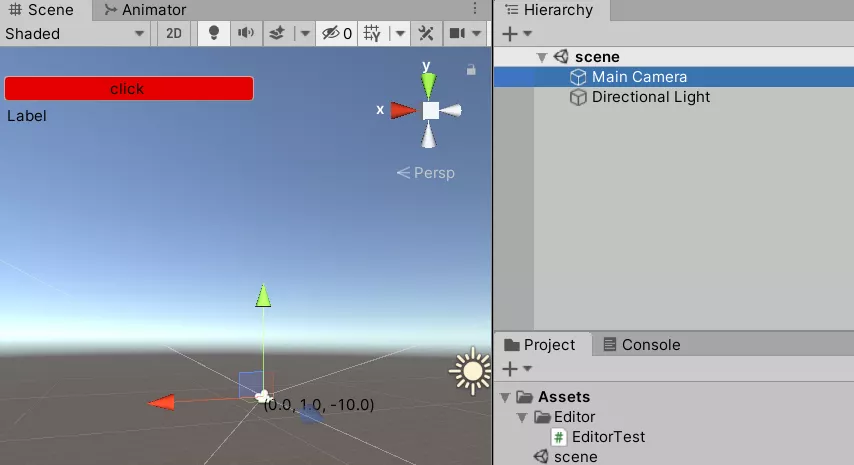 Scene Animator
Shaded 2D 0
click
Label
y
x
Persp
(0.0, 1.0, -10.0)
Hierarchy
scene
Main Camera
Directional Light
Project Console
Assets
Editor
EditorTest
scene